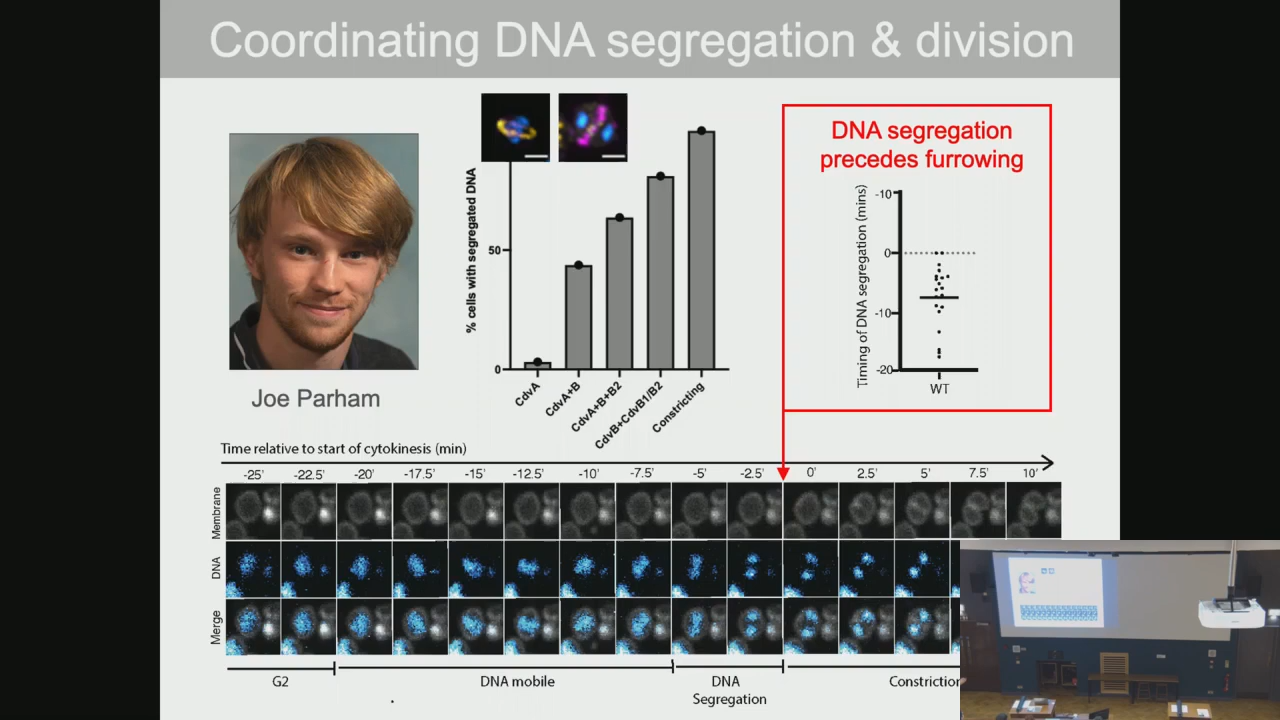 Coordinating DNA segregation & division
Joe Parham
% cells with segregated DNA
50
0
CdvA
CdvA+B
CdvA+B+B2
CdvB+CdvB1/B2
Constricting
DNA segregation
precedes furrowing
Timing of DNA segregation (mins)
-10
0
-10
-20
WT
Time relative to start of cytokinesis (min)
-25' -22.5' -20' -17.5' -15' -12.5' -10' -7.5' -5' -2.5' 0' 2.5' 5' 7.5' 10'
Membrane
DNA
Merge
G2
DNA mobile
DNA
Segregation
Constriction